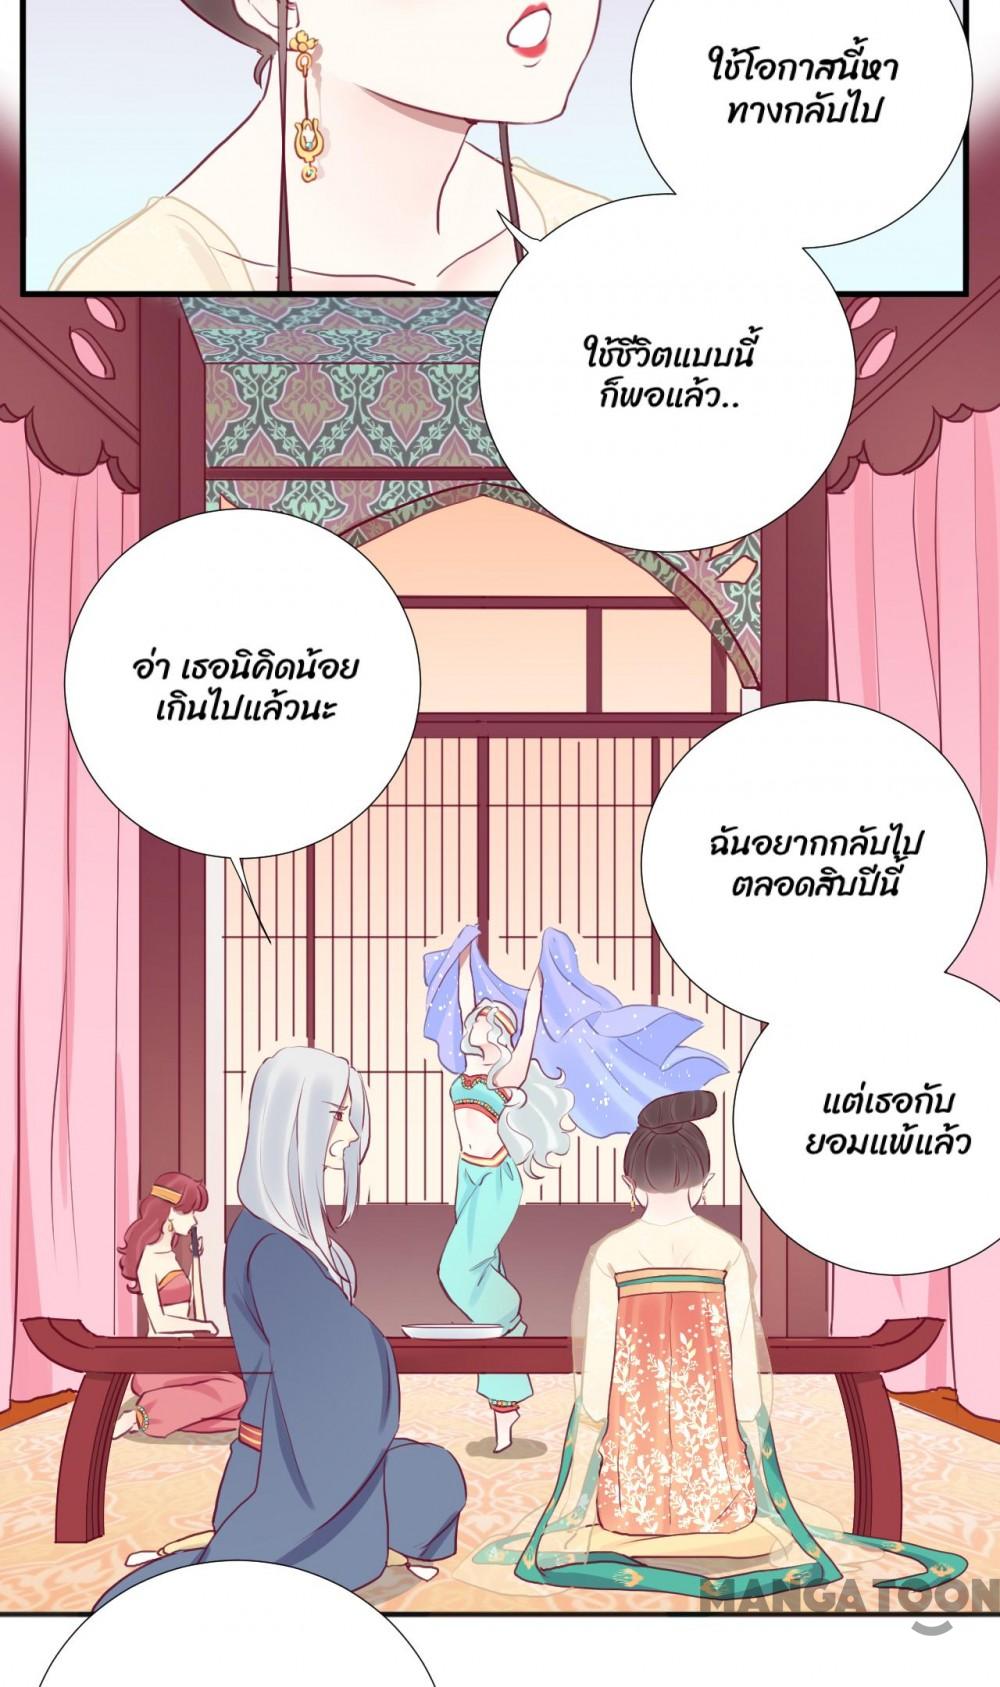 ใช้โอกาสนี้หา
ทางกลับไป
ใช้ชีวิตแบบนี้
ก็พอแล้ว..
อ่า เธอนิคิดน้อย
เกินไปแล้วนะ
ฉันอยากกลับไป
ตลอดสิบปีนี้
แต่เธอกับ
ยอมแพ้แล้ว
MANGATOON